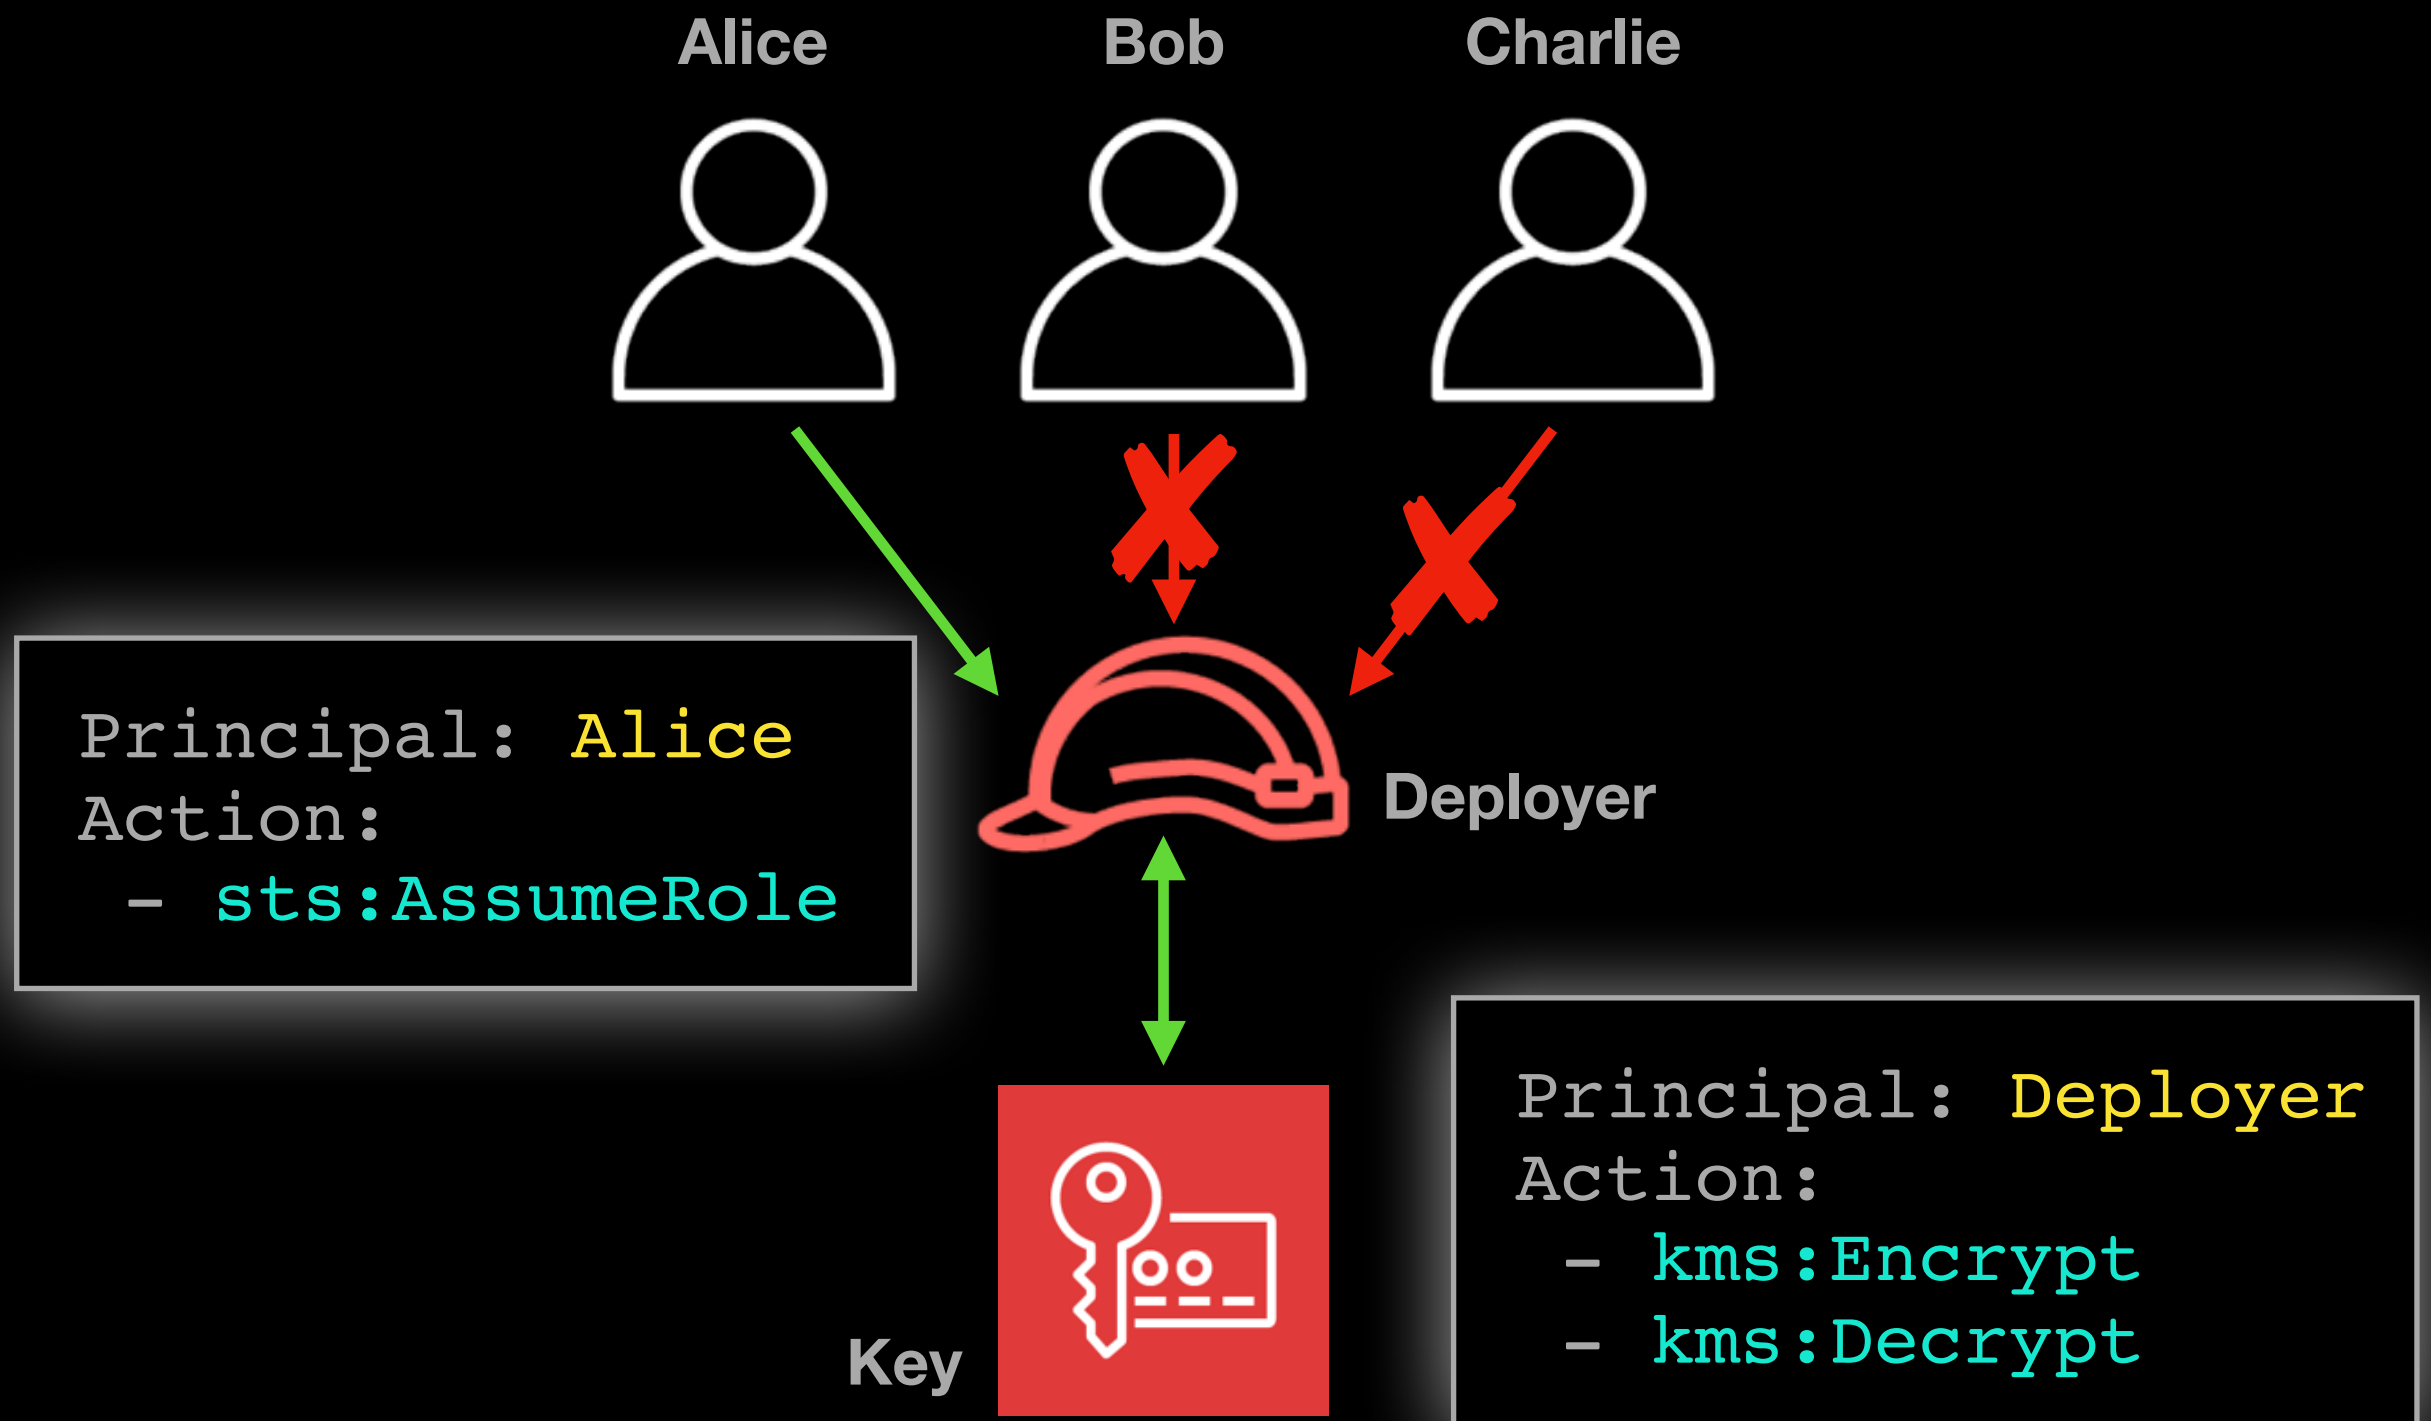 Alice Bob Charlie
Principal: Alice
Action:
- sts:AssumeRole
Deployer
Key
Principal: Deployer
Action:
- kms:Encrypt
- kms:Decrypt